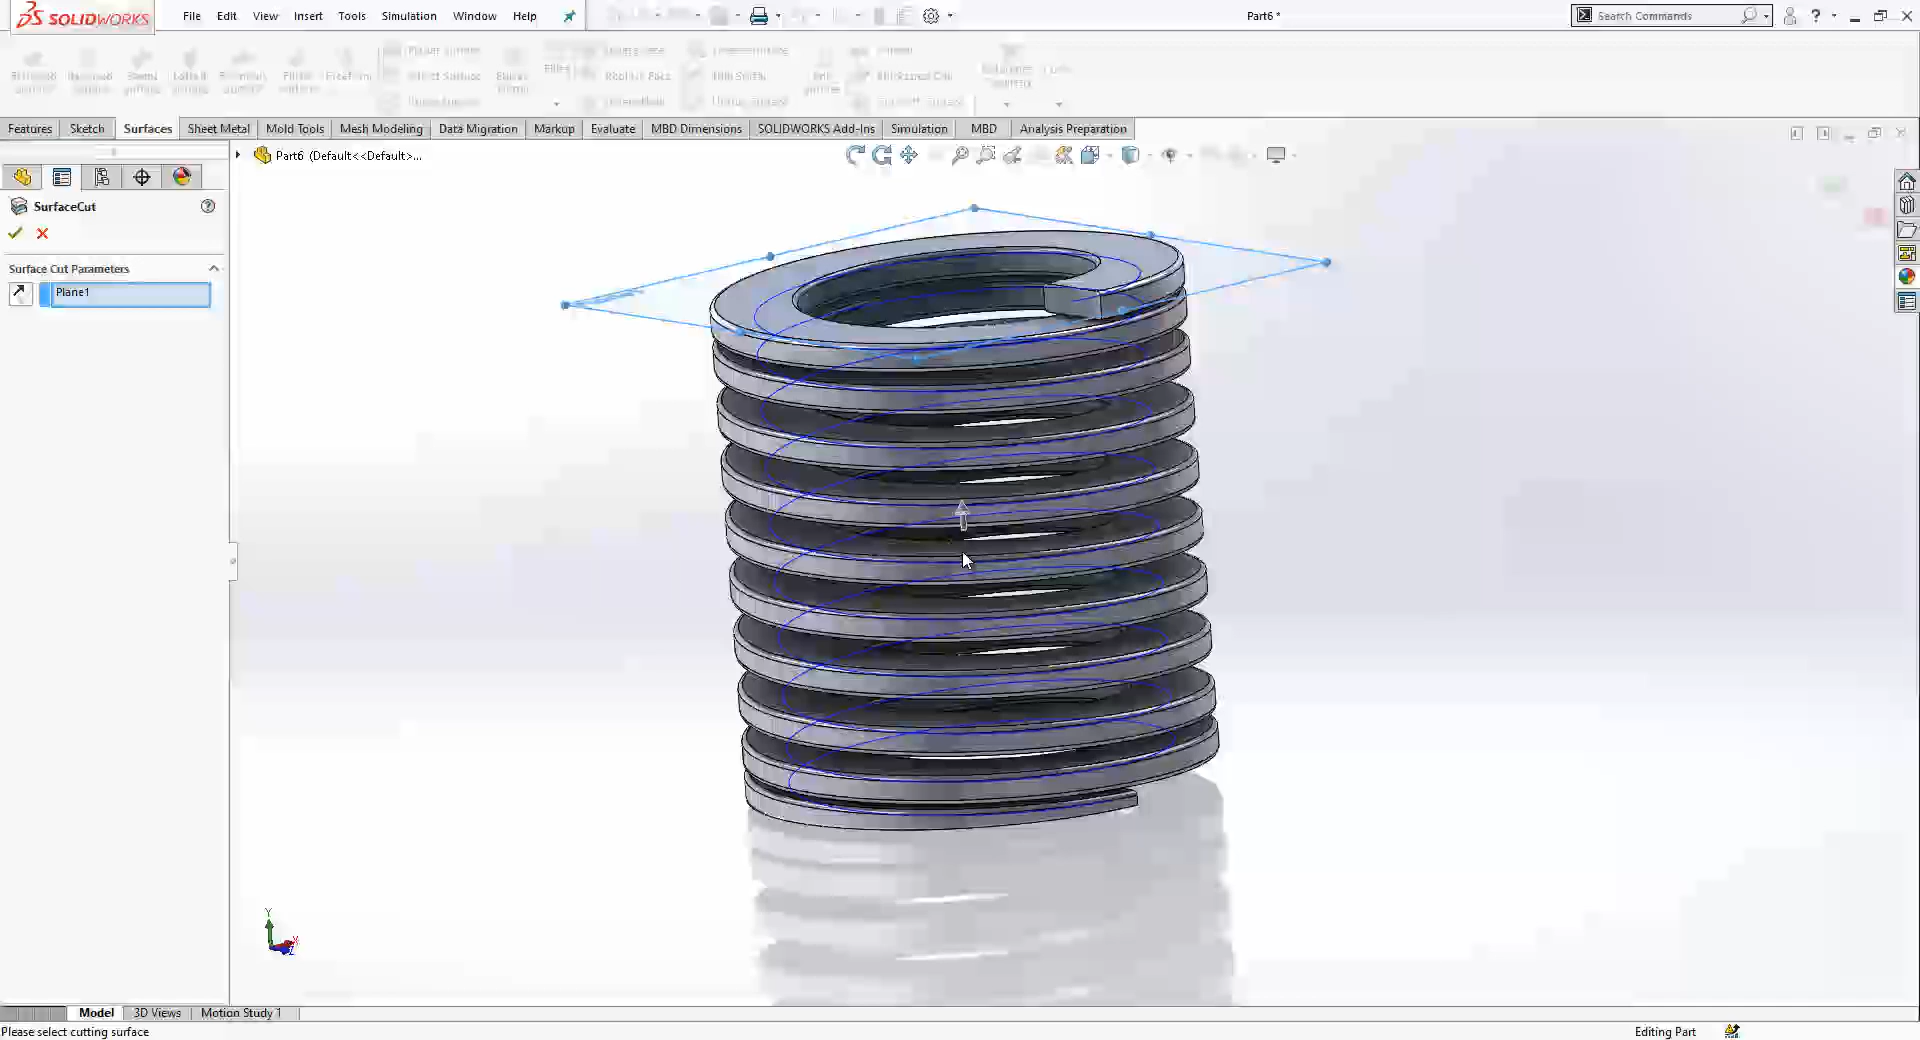 SOLIDWORKS
File Edit View Insert Tools Simulation Window Help
Part6 *
Search Commands
?
Features Sketch Surfaces Sheet Metal Mold Tools Mesh Modeling Data Migration Markup Evaluate MBD Dimensions SOLIDWORKS Add-Ins Simulation MBD Analysis Preparation
Part6 (Default<<Default>...
SurfaceCut
?
Surface Cut Parameters
Plane1
Y
X
Z
Model 3D Views Motion Study 1
Please select cutting surface
Editing Part